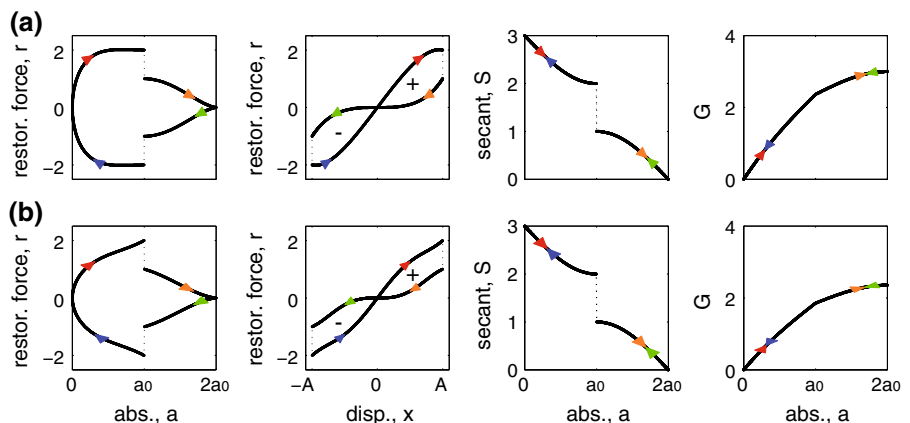 (a)
restor. force, r
2
0
−2
restor. force, r
2
0
−2
+
-
secant, S
3
2
1
0
G
4
2
0
(b)
restor. force, r
2
0
−2
0
a0
2a0
abs., a
restor. force, r
2
0
−2
+
-
−A
0
A
disp., x
secant, S
3
2
1
0
0
a0
2a0
abs., a
G
4
2
0
0
a0
2a0
abs., a